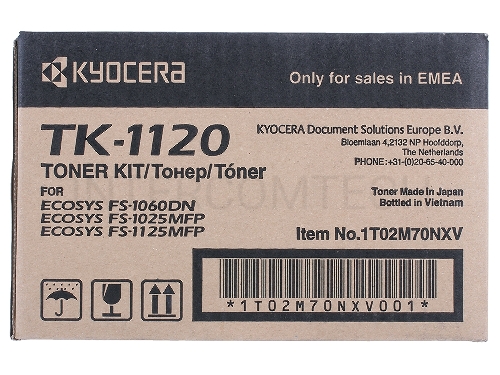 KYOCERA
Only for sales in EMEA
TK-1120
TONER KIT/Тонер/Tóner
FOR
ECOSYS FS-1060DN
ECOSYS FS-1025MFP
ECOSYS FS-1125MFP
KYOCERA Document Solutions Europe B.V.
Bloemlaan 4,2132 NP Hoofddorp,
The Netherlands
PHONE:+31-(0)20-65-40-000
Toner Made In Japan
Bottled in Vietnam
Item No.1T02M70NXV
*1T02M70NXV001*